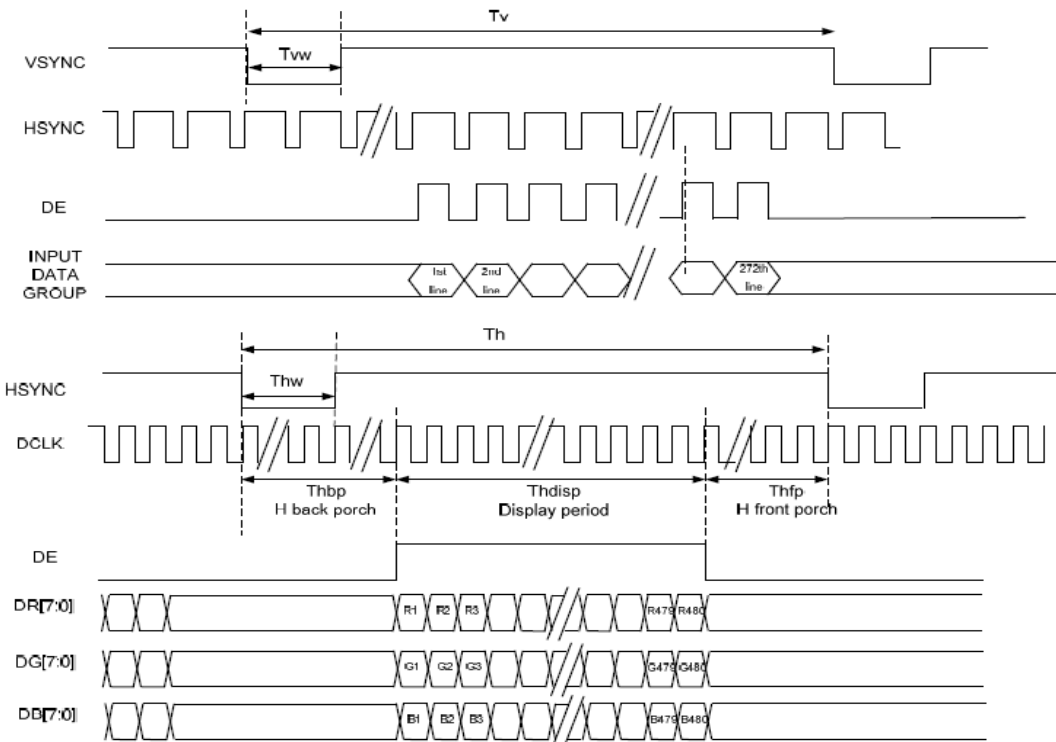 Tv
Tvw
VSYNC
HSYNC
DE
INPUT
DATA
GROUP
1st
line
2nd
line
272th
line
Th
Thw
HSYNC
DCLK
Thbp
H back porch
Thdisp
Display period
Thfp
H front porch
DE
DR[7:0]
R1 R2 R3 R479 R480
DG[7:0]
G1 G2 G3 G479 G480
DB[7:0]
B1 B2 B3 B479 B480